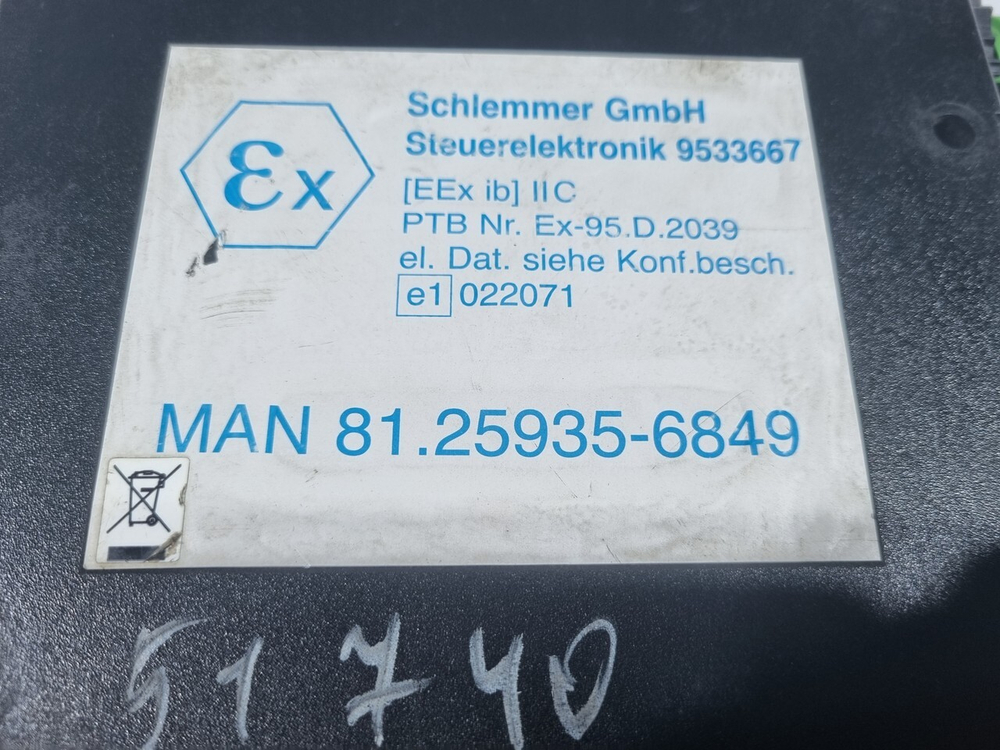 εx
Schlemmer GmbH
Steuerelektronik 9533667
[EEx ib] IIC
PTB Nr. Ex-95.D.2039
el. Dat. siehe Konf.besch.
e1 022071
MAN 81.25935-6849
51740